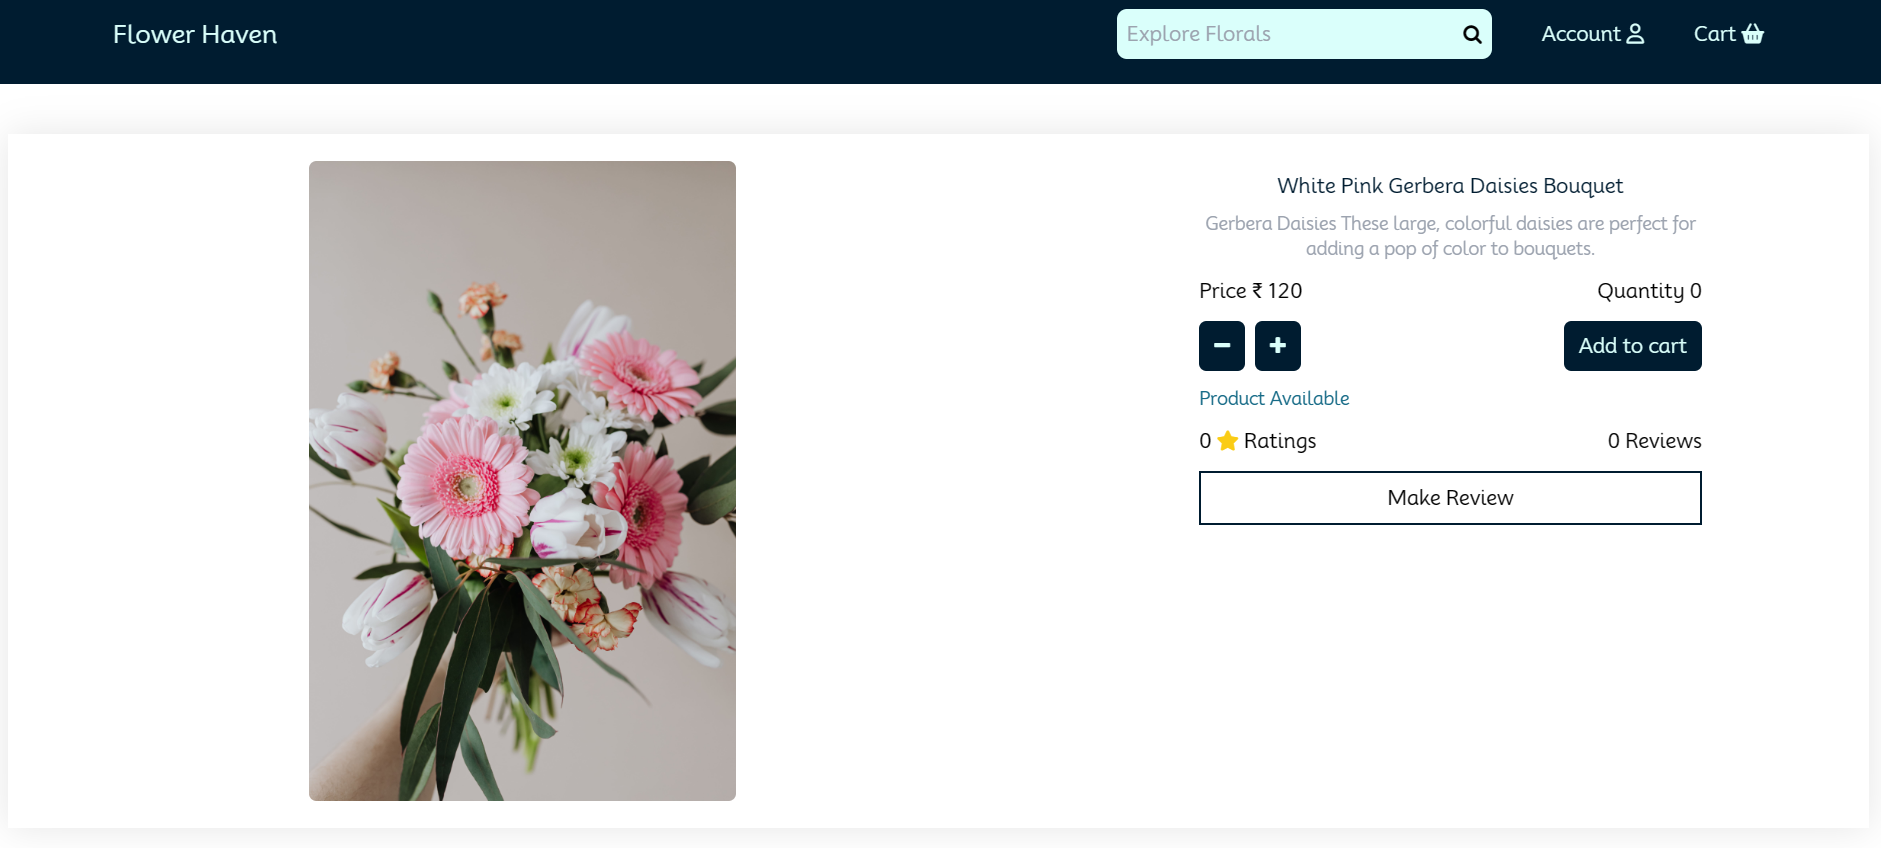 Flower Haven
Explore Florals
Account
Cart
White Pink Gerbera Daisies Bouquet
Gerbera Daisies These large, colorful daisies are perfect for
adding a pop of color to bouquets.
Price ₹ 120
Quantity 0
Add to cart
Product Available
0 Ratings
0 Reviews
Make Review